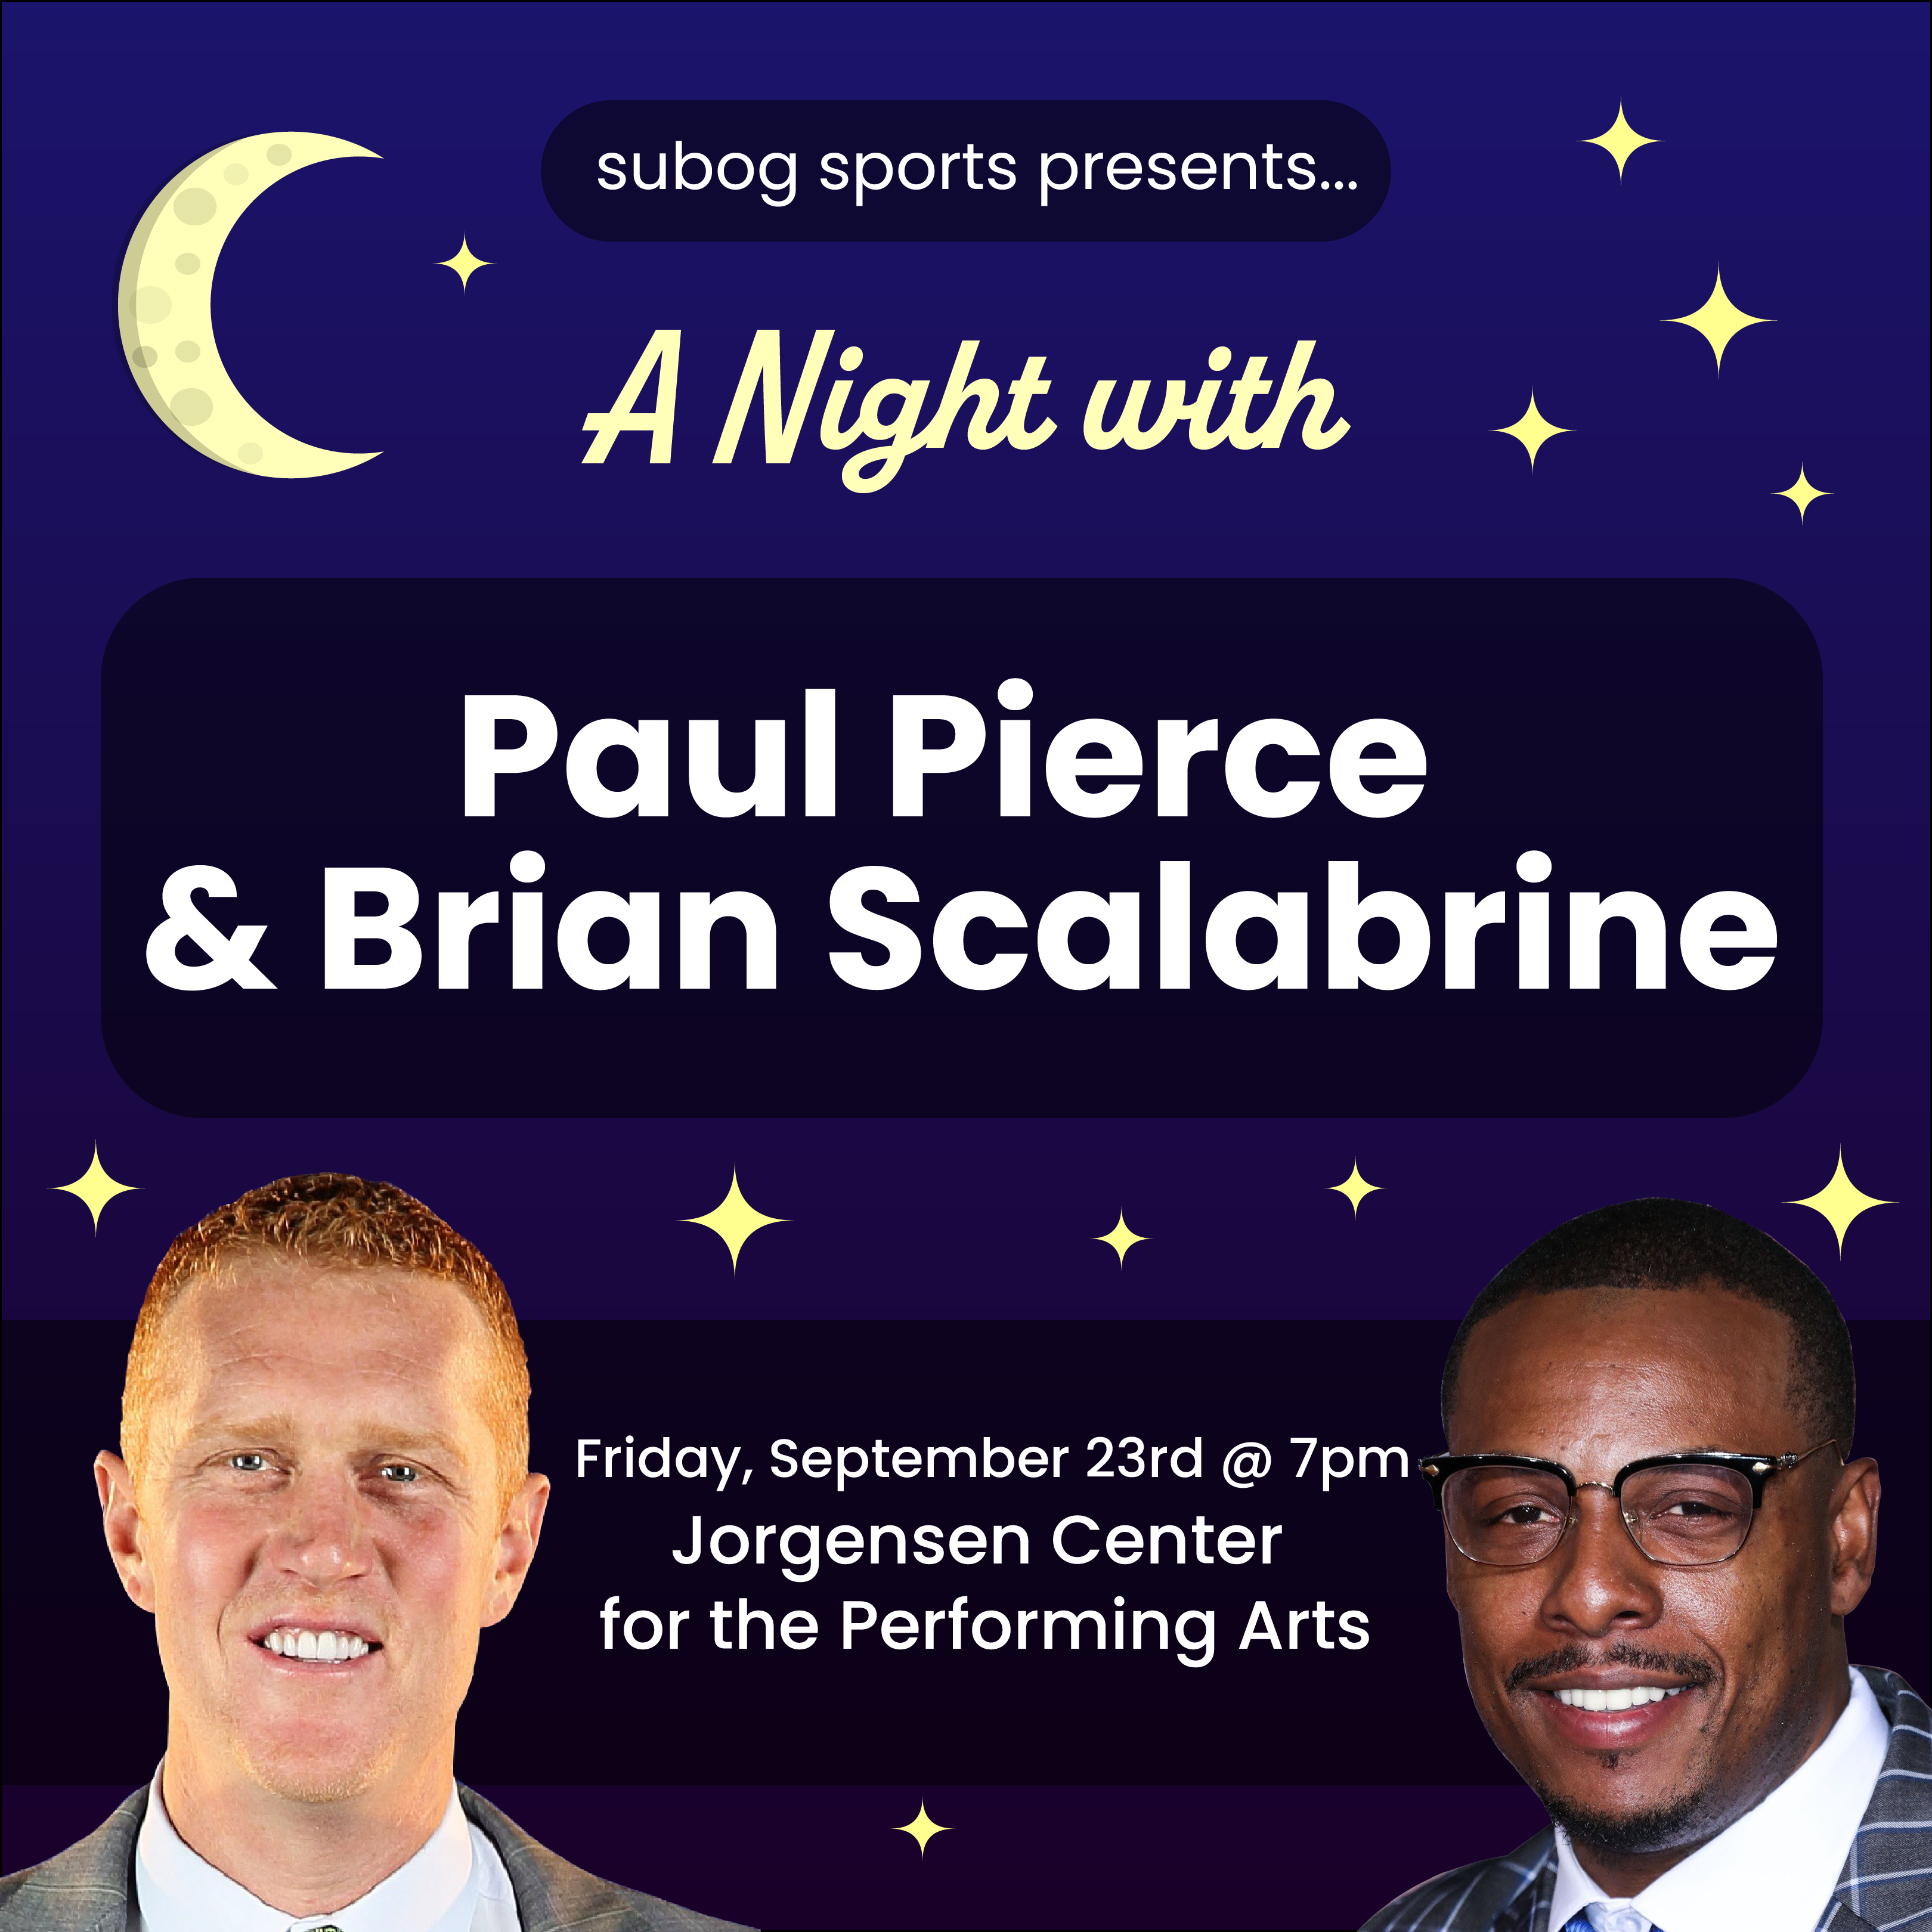 subog sports presents...
A Night with
Paul Pierce
& Brian Scalabrine
Friday, September 23rd @ 7pm
Jorgensen Center
for the Performing Arts